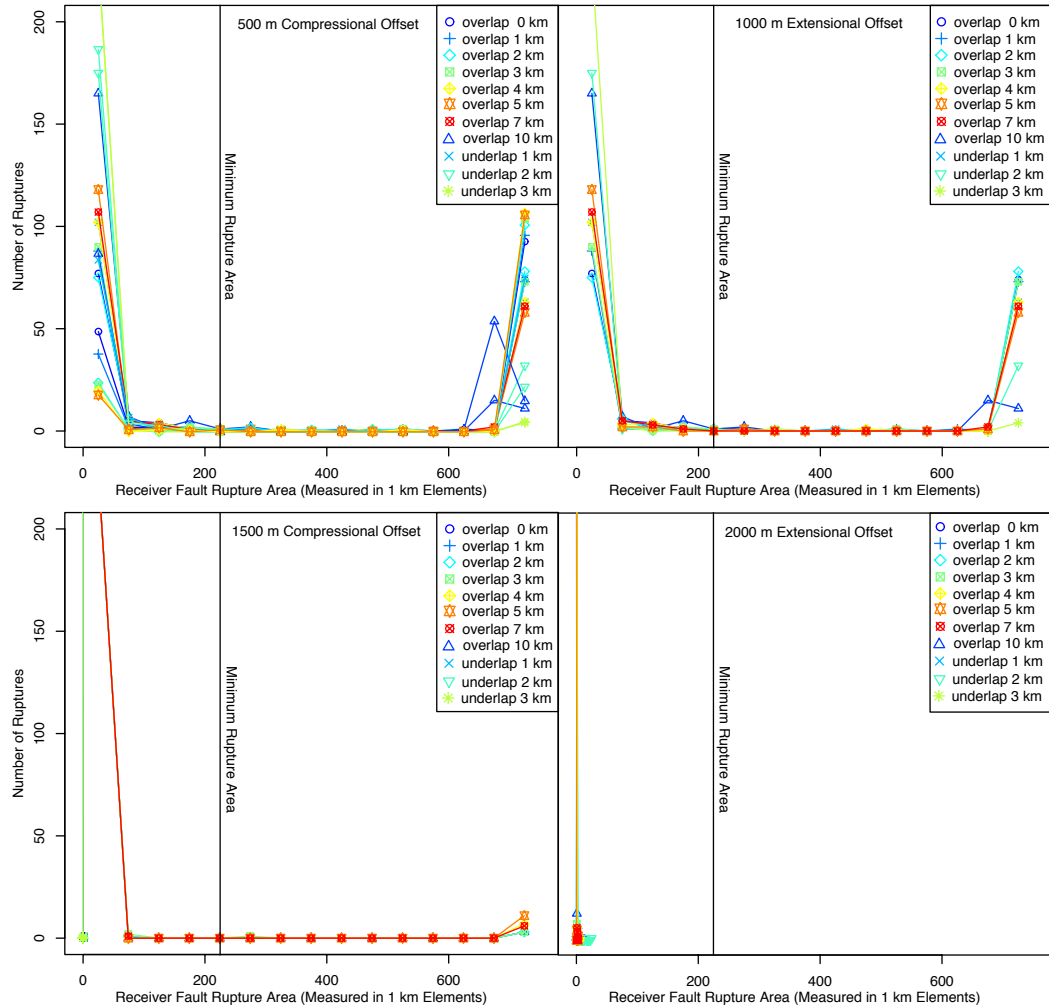 500 m Compressional Offset
overlap 0 km
overlap 1 km
overlap 2 km
overlap 3 km
overlap 4 km
overlap 5 km
overlap 7 km
overlap 10 km
underlap 1 km
underlap 2 km
underlap 3 km
Minimum Rupture Area
Number of Ruptures
0
50
100
150
200
0
200
400
600
Receiver Fault Rupture Area (Measured in 1 km Elements)
1000 m Extensional Offset
overlap 0 km
overlap 1 km
overlap 2 km
overlap 3 km
overlap 4 km
overlap 5 km
overlap 7 km
overlap 10 km
underlap 1 km
underlap 2 km
underlap 3 km
Minimum Rupture Area
0
200
400
600
Receiver Fault Rupture Area (Measured in 1 km Elements)
1500 m Compressional Offset
overlap 0 km
overlap 1 km
overlap 2 km
overlap 3 km
overlap 4 km
overlap 5 km
overlap 7 km
overlap 10 km
underlap 1 km
underlap 2 km
underlap 3 km
Minimum Rupture Area
Number of Ruptures
0
50
100
150
200
0
200
400
600
Receiver Fault Rupture Area (Measured in 1 km Elements)
2000 m Extensional Offset
overlap 0 km
overlap 1 km
overlap 2 km
overlap 3 km
overlap 4 km
overlap 5 km
overlap 7 km
overlap 10 km
underlap 1 km
underlap 2 km
underlap 3 km
Minimum Rupture Area
0
200
400
600
Receiver Fault Rupture Area (Measured in 1 km Elements)